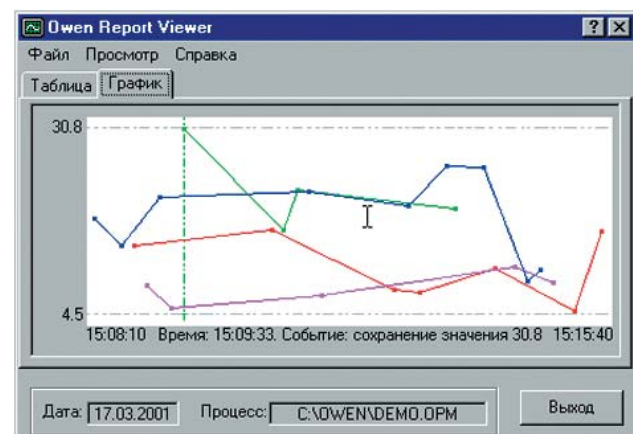 Owen Report Viewer
Файл Просмотр Справка
Таблица График
30.8
4.5
15:08:10 Время: 15:09:33. Событие: сохранение значения 30.8 15:15:40
Дата: 17.03.2001 Процесс: C:\OWEN\DEMO.OPM Выход